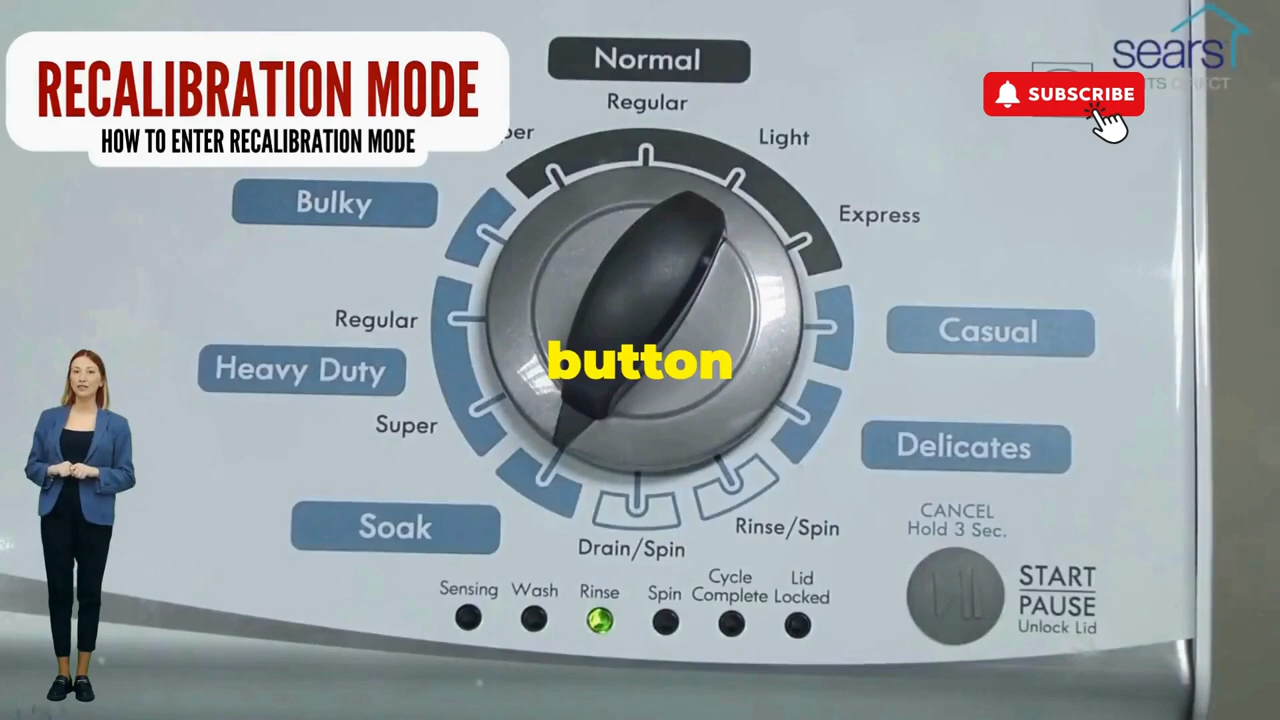 sears
RECALIBRATION MODE
HOW TO ENTER RECALIBRATION MODE
SUBSCRIBE
DIRECT
Normal
Regular
Light
Bulky
Express
Regular
Heavy Duty
Super
Casual
button
Delicates
Soak
Drain/Spin
Rinse/Spin
CANCEL
Hold 3 Sec.
Sensing
Wash
Rinse
Spin
Cycle
Complete
Lid
Locked
START
PAUSE
Unlock Lid